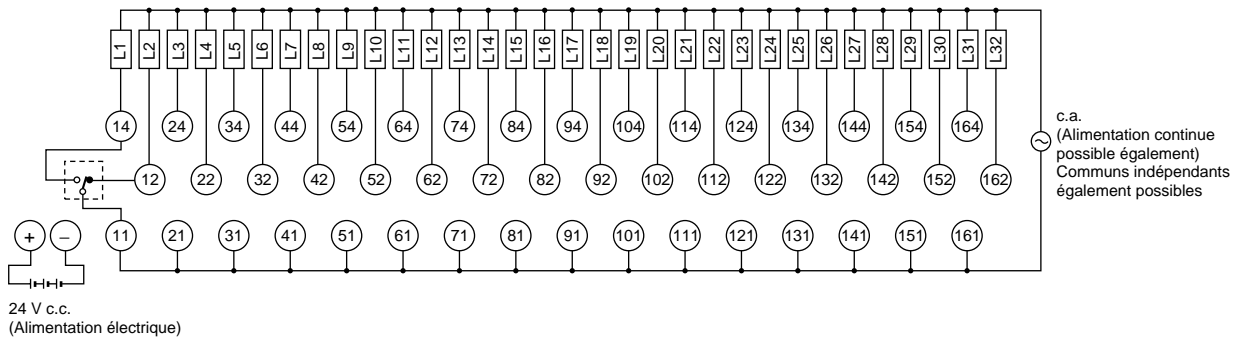 L1 L2 L3 L4 L5 L6 L7 L8 L9 L10 L11 L12 L13 L14 L15 L16 L17 L18 L19 L20 L21 L22 L23 L24 L25 L26 L27 L28 L29 L30 L31 L32
14 24 34 44 54 64 74 84 94 104 114 124 134 144 154 164
12 22 32 42 52 62 72 82 92 102 112 122 132 142 152 162
11 21 31 41 51 61 71 81 91 101 111 121 131 141 151 161
+ −
24 V c.c.
(Alimentation électrique)
~
c.a.
(Alimentation continue
possible également)
Communs indépendants
également possibles